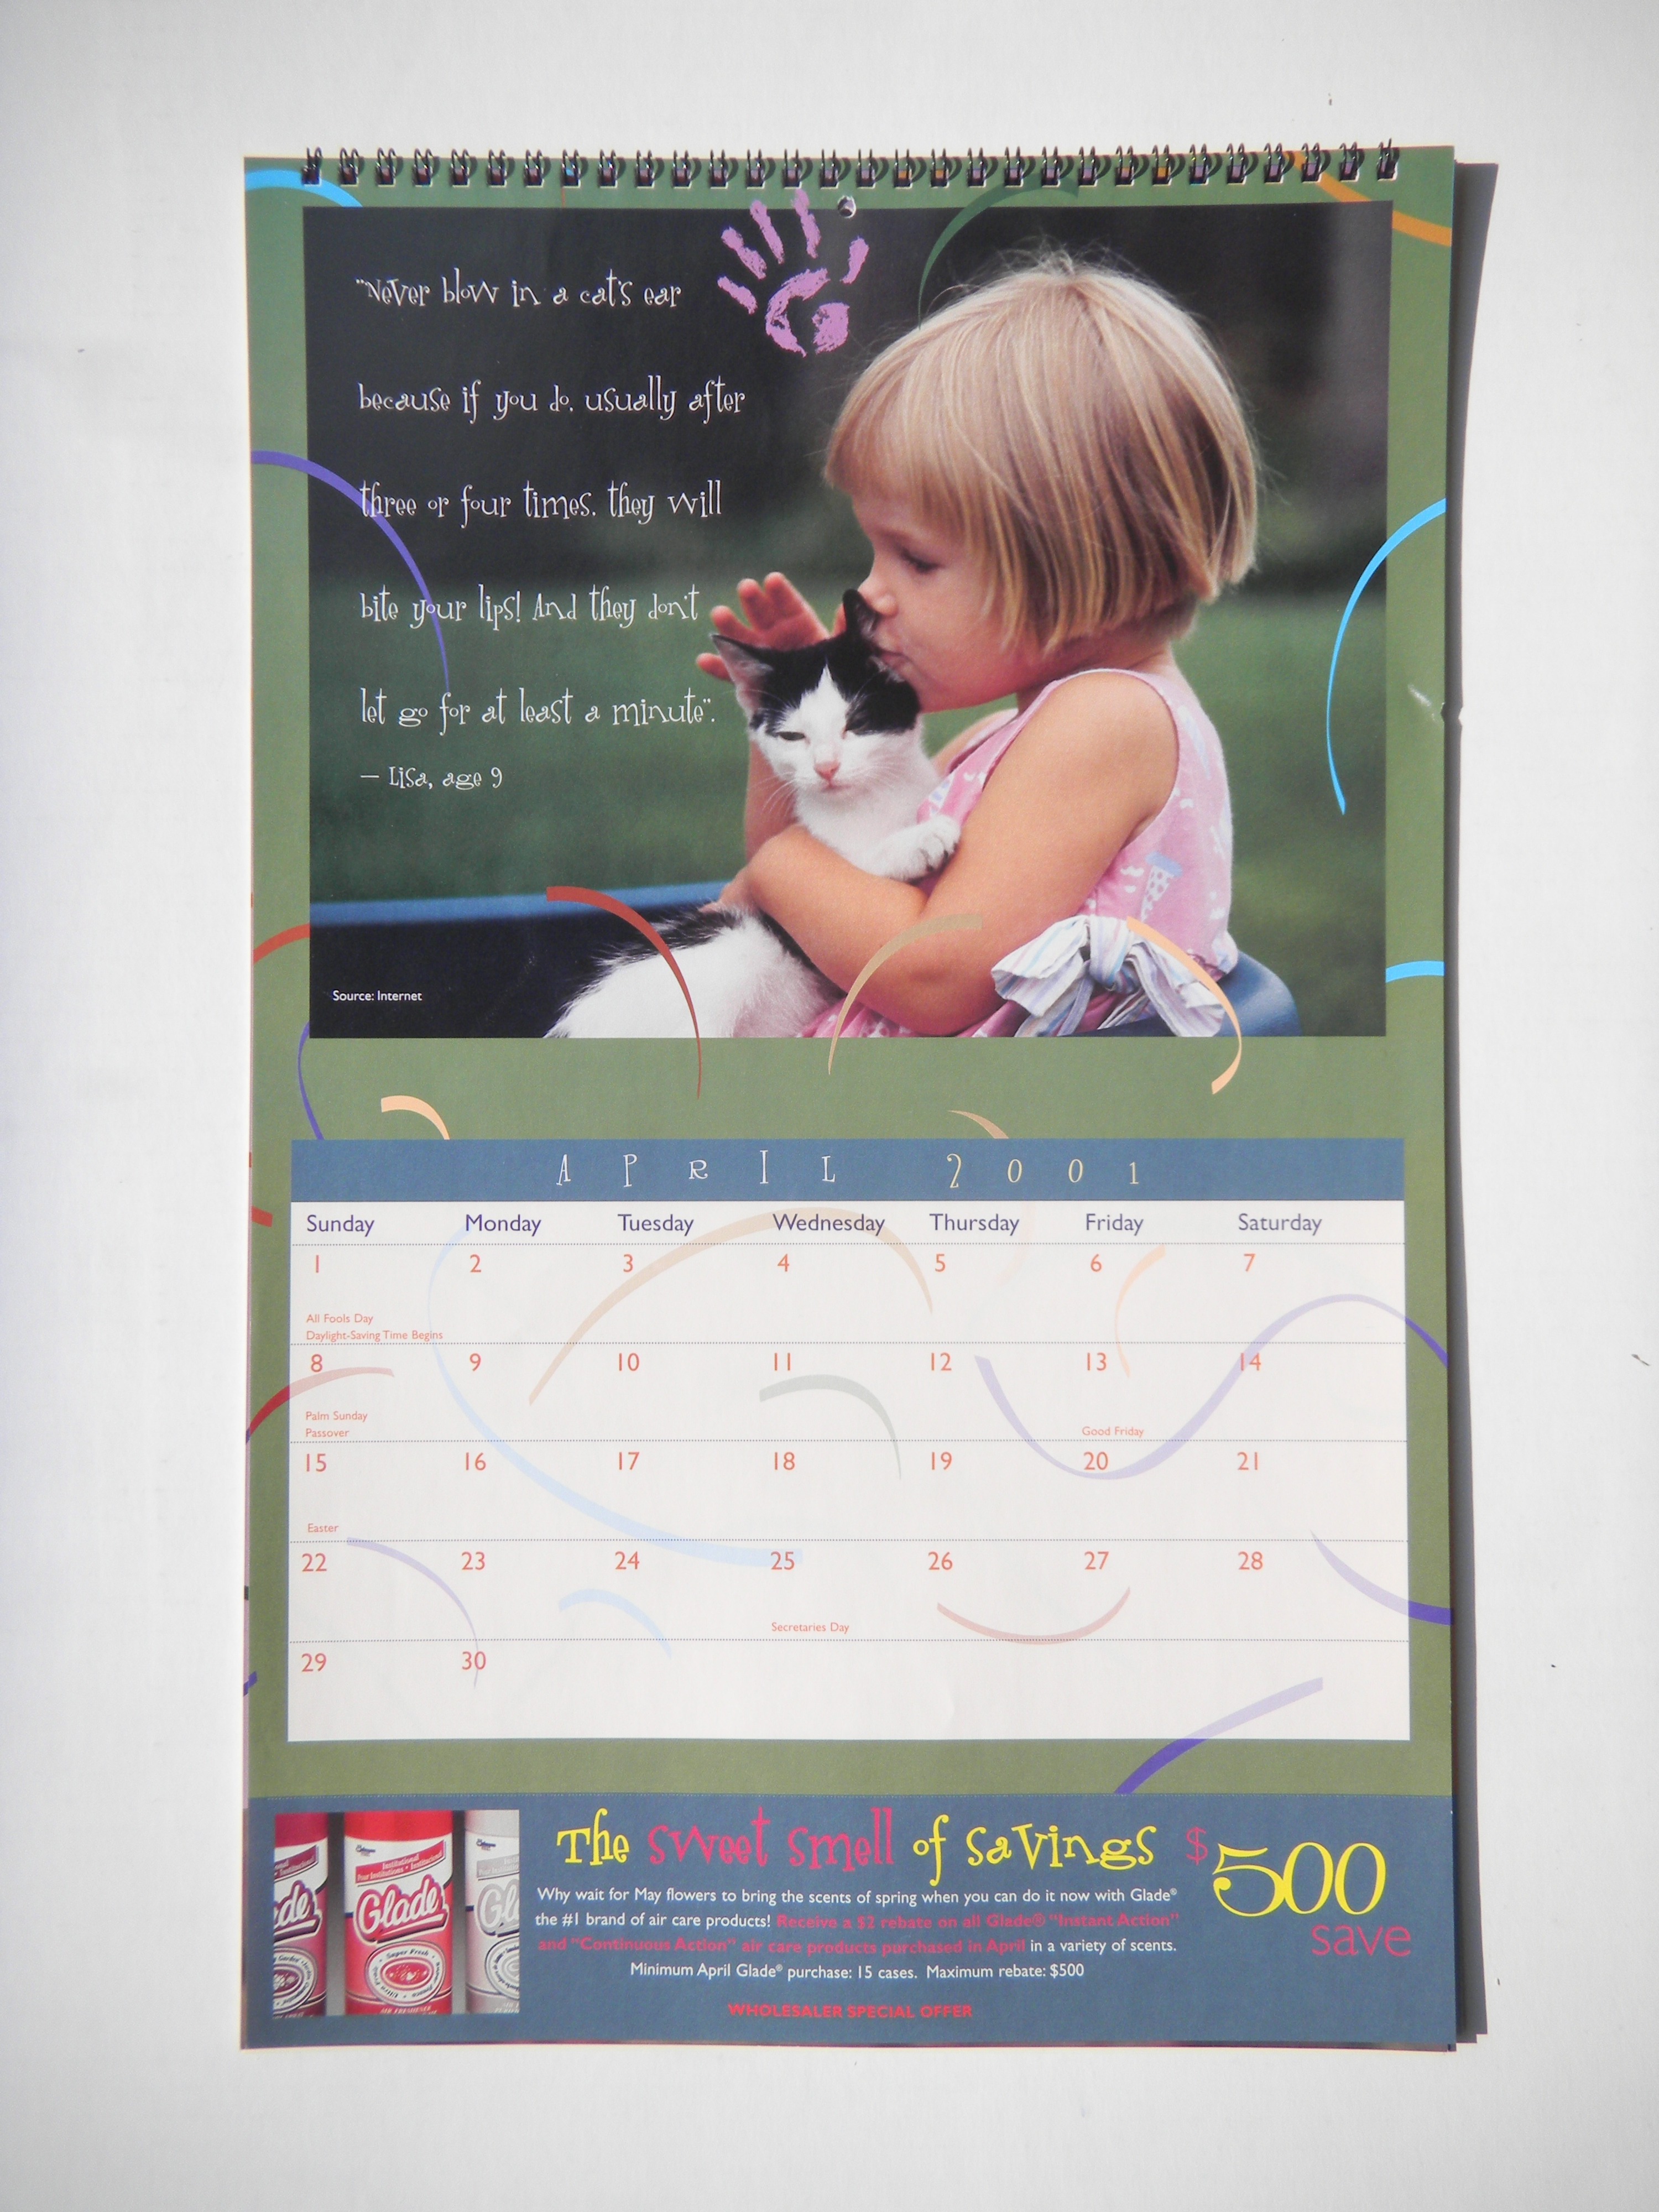 "Never blow in a cat's ear
because if you do, usually after
three or four times, they will
bite your lips! And they don't
let go for at least a minute".
— Lisa, age 9
Source: Internet
APRIL 2001
Sunday Monday Tuesday Wednesday Thursday Friday Saturday
1 2 3 4 5 6 7
All Fools Day
Daylight-Saving Time Begins
8 9 10 11 12 13 14
Palm Sunday
Passover
Good Friday
15 16 17 18 19 20 21
Easter
22 23 24 25 26 27 28
Secretaries Day
29 30
The sweet smell of savings $500
save
Why wait for May flowers to bring the scents of spring when you can do it now with Glade®
the #1 brand of air care products! Receive a $2 rebate on all Glade® "Instant Action"
and "Continuous Action" air care products purchased in April in a variety of scents.
Minimum April Glade® purchase: 15 cases. Maximum rebate: $500
WHOLESALER SPECIAL OFFER
Institutional
Glade
Super Fresh